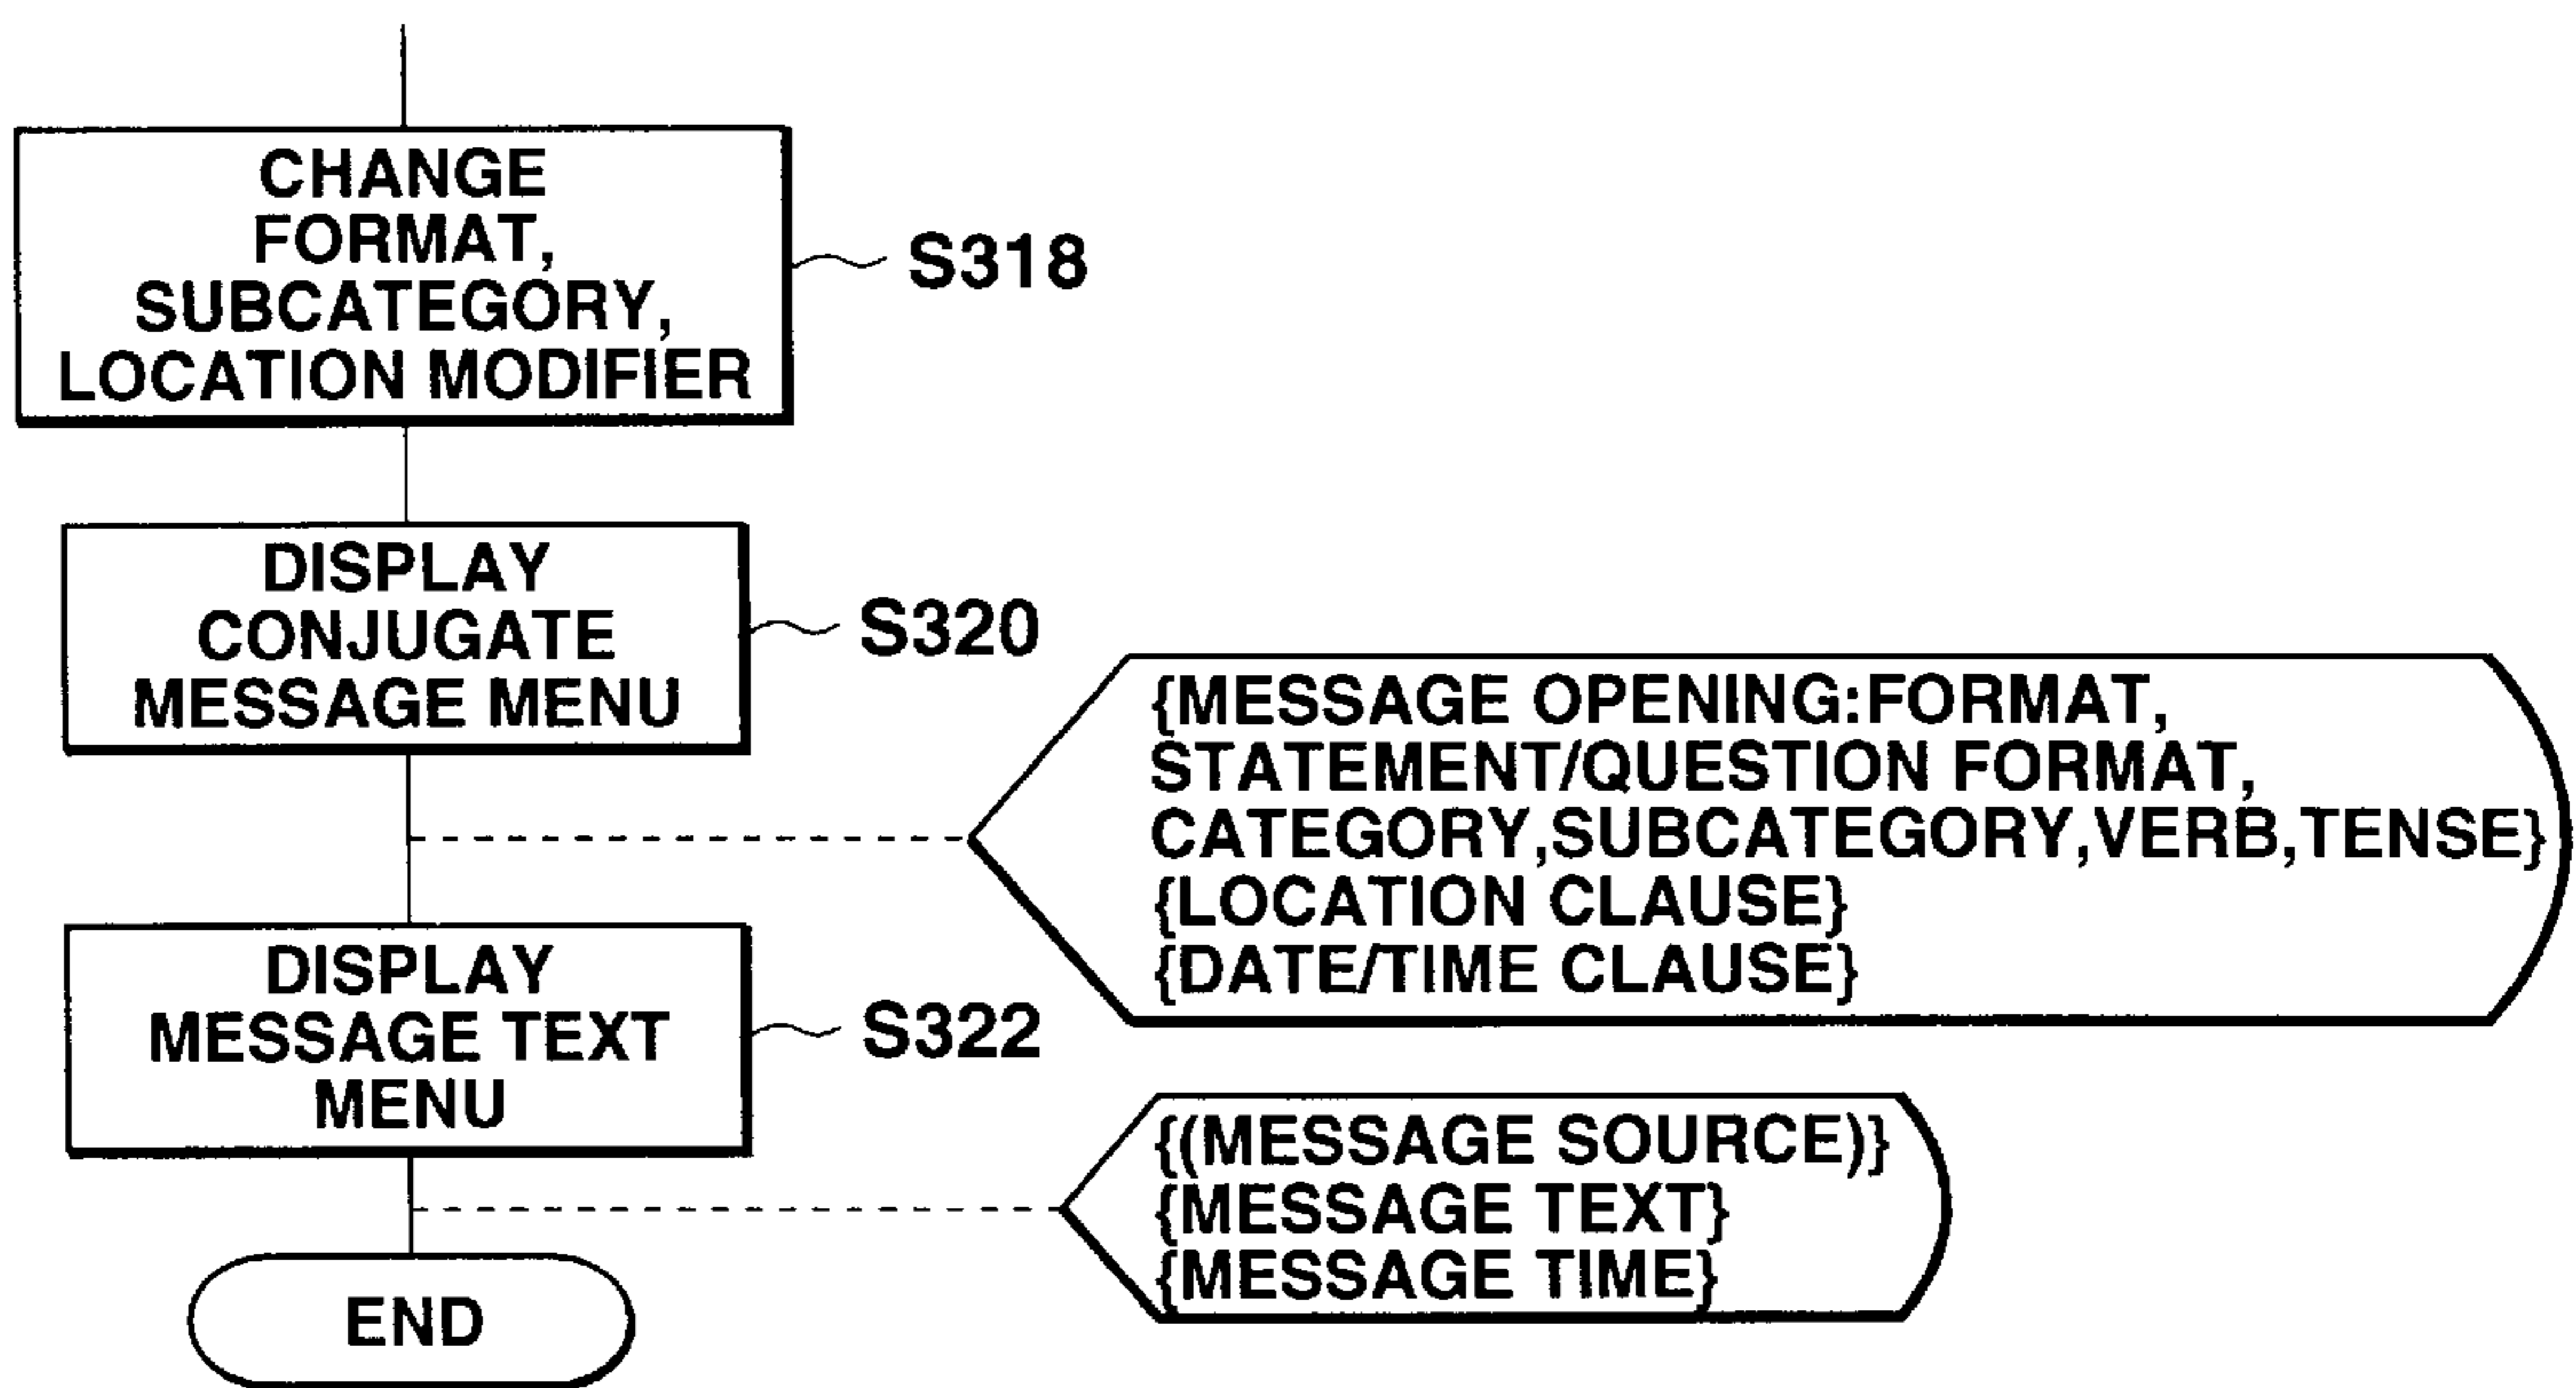 CHANGE
FORMAT,
SUBCATEGORY,
LOCATION MODIFIER
S318
DISPLAY
CONJUGATE
MESSAGE MENU
S320
{MESSAGE OPENING:FORMAT,
STATEMENT/QUESTION FORMAT,
CATEGORY,SUBCATEGORY,VERB,TENSE}
{LOCATION CLAUSE}
{DATE/TIME CLAUSE}
DISPLAY
MESSAGE TEXT
MENU
S322
{(MESSAGE SOURCE)}
{MESSAGE TEXT}
{MESSAGE TIME}
END